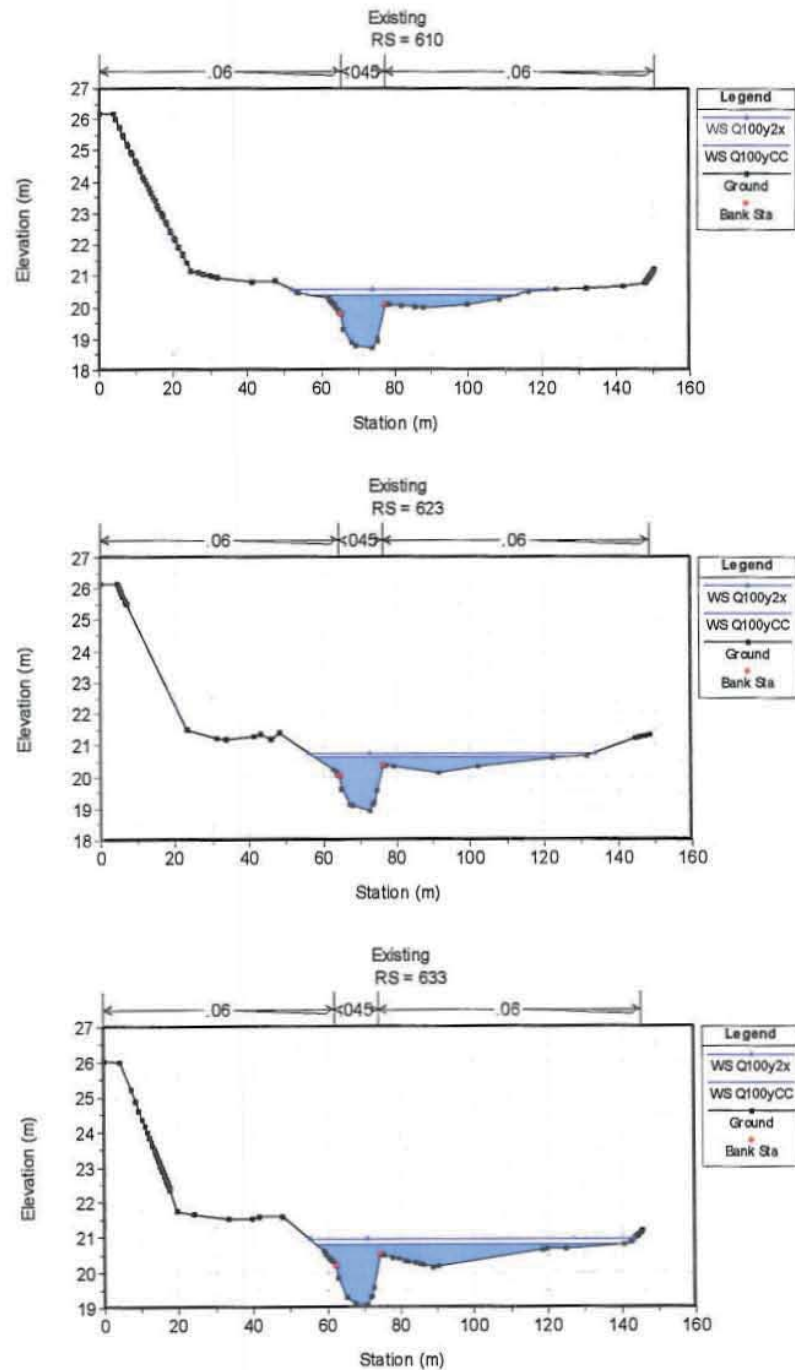 Existing
RS = 610
.06
.045
.06
27
26
25
24
23
22
21
20
19
18
0
20
40
60
80
100
120
140
160
Elevation (m)
Station (m)
Legend
WS Q100y2x
WS Q100yCC
Ground
Bank Sta
Existing
RS = 623
.06
.045
.06
27
26
25
24
23
22
21
20
19
18
0
20
40
60
80
100
120
140
160
Elevation (m)
Station (m)
Legend
WS Q100y2x
WS Q100yCC
Ground
Bank Sta
Existing
RS = 633
.06
.045
.06
27
26
25
24
23
22
21
20
19
0
20
40
60
80
100
120
140
160
Elevation (m)
Station (m)
Legend
WS Q100y2x
WS Q100yCC
Ground
Bank Sta